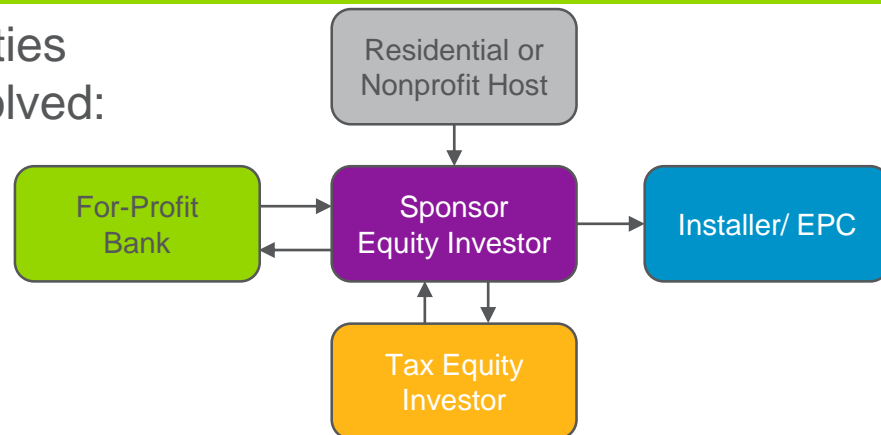 ties
olved:
Residential or
Nonprofit Host
For-Profit
Bank
Sponsor
Equity Investor
Installer/ EPC
Tax Equity
Investor